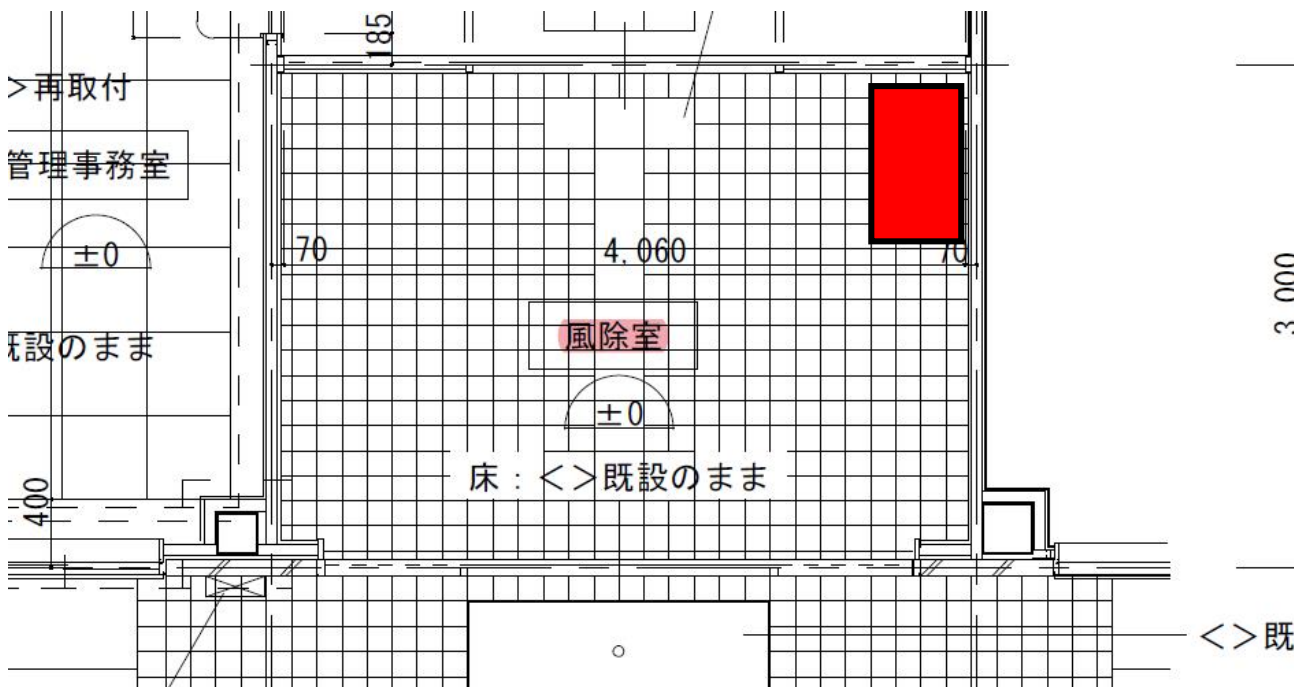 185
>再取付
管理事務室
±0
70
4,060
70
3,000
風除室
既設のまま
±0
床：<>既設のまま
400
<>既